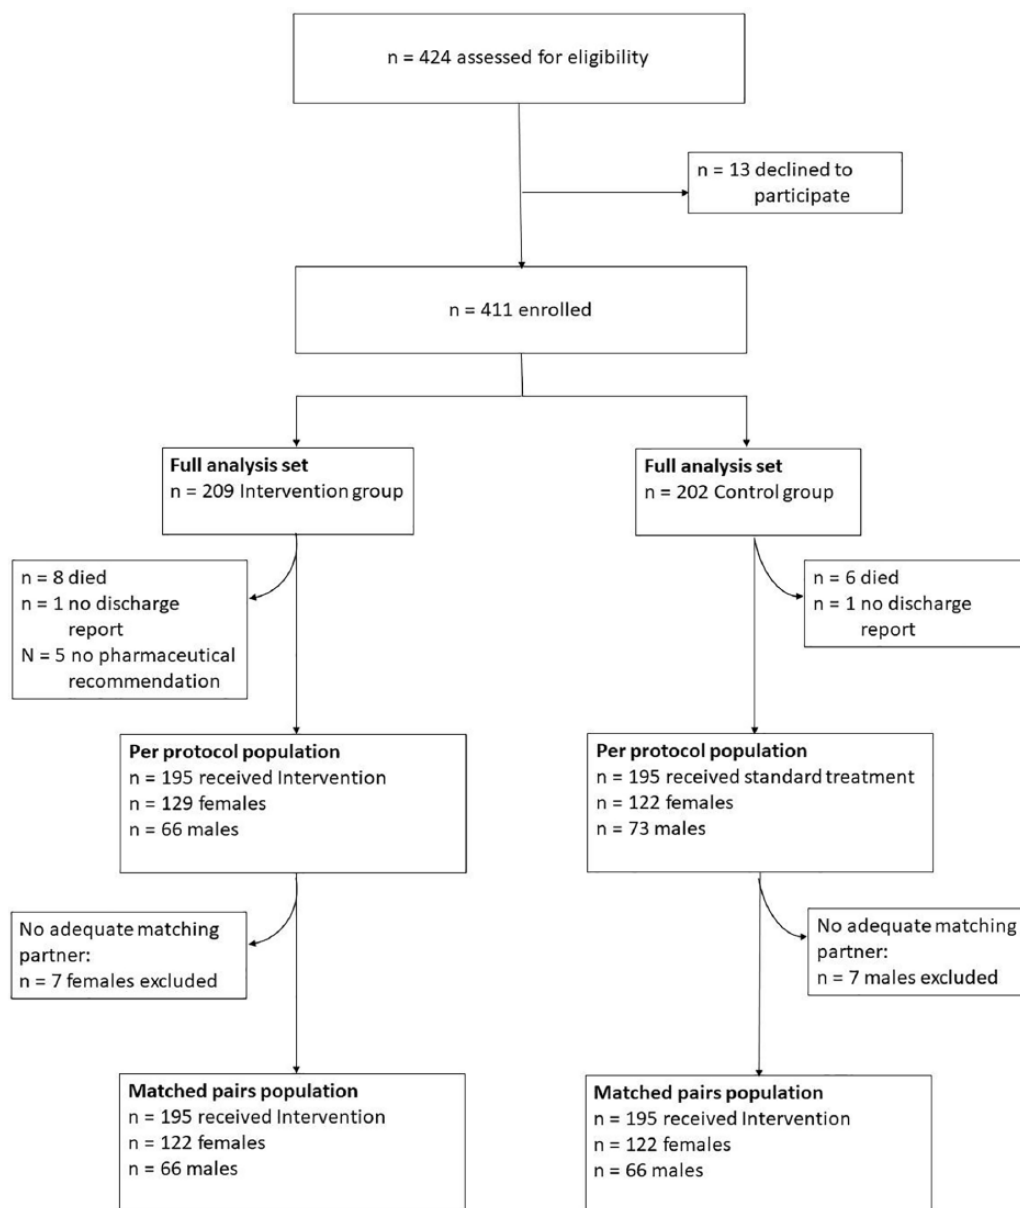 n = 424 assessed for eligibility
n = 13 declined to
participate
n = 411 enrolled
Full analysis set
n = 209 Intervention group
Full analysis set
n = 202 Control group
n = 8 died
n = 1 no discharge
report
N = 5 no pharmaceutical
recommendation
n = 6 died
n = 1 no discharge
report
Per protocol population
n = 195 received Intervention
n = 129 females
n = 66 males
Per protocol population
n = 195 received standard treatment
n = 122 females
n = 73 males
No adequate matching
partner:
n = 7 females excluded
No adequate matching
partner:
n = 7 males excluded
Matched pairs population
n = 195 received Intervention
n = 122 females
n = 66 males
Matched pairs population
n = 195 received Intervention
n = 122 females
n = 66 males